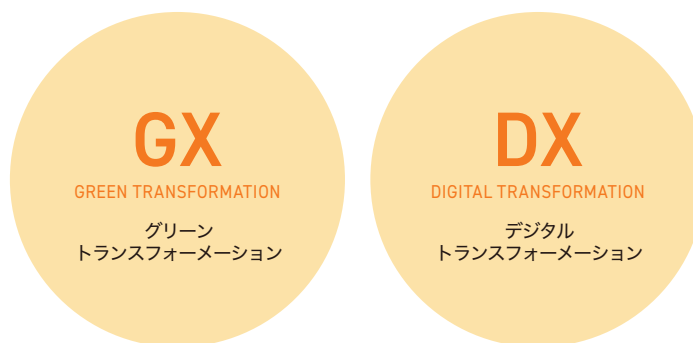 GX
GREEN TRANSFORMATION
グリーン
トランスフォーメーション
DX
DIGITAL TRANSFORMATION
デジタル
トランスフォーメーション